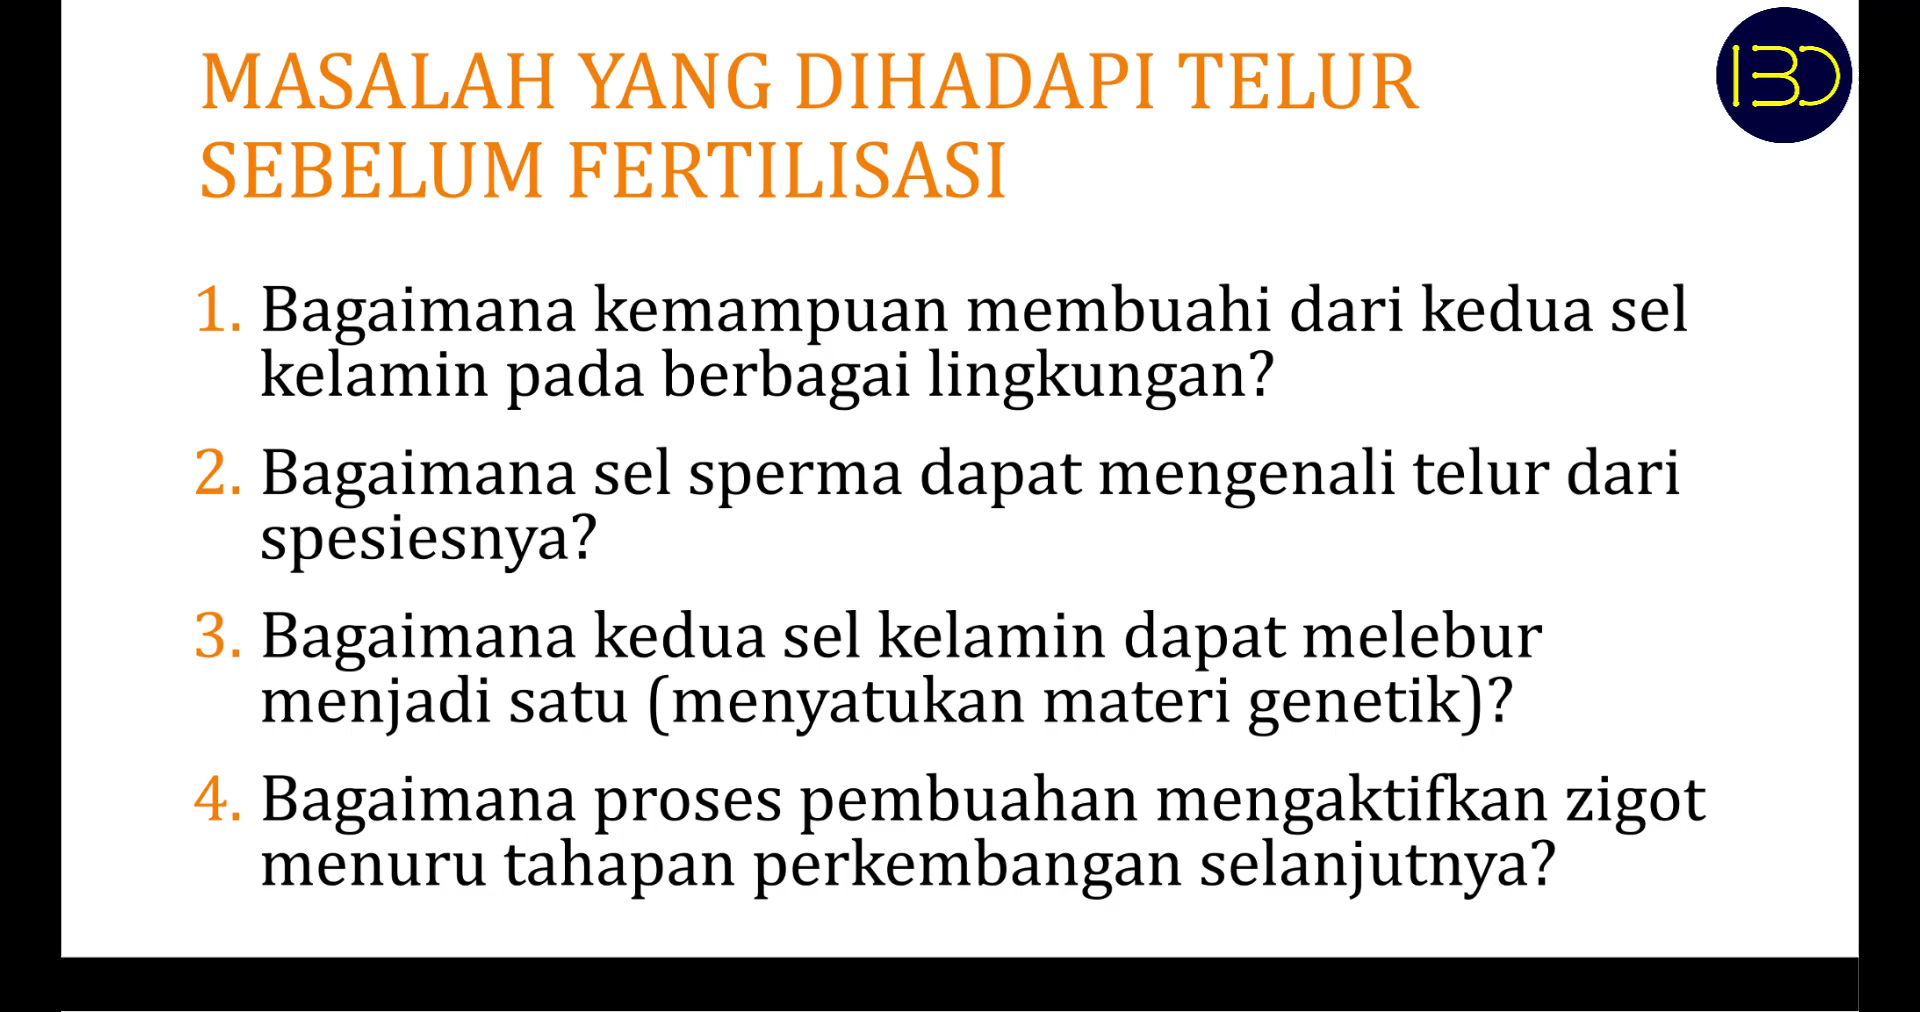 MASALAH YANG DIHADAPI TELUR
SEBELUM FERTILISASI
IBD
1. Bagaimana kemampuan membuahi dari kedua sel
kelamin pada berbagai lingkungan?
2. Bagaimana sel sperma dapat mengenali telur dari
spesiesnya?
3. Bagaimana kedua sel kelamin dapat melebur
menjadi satu (menyatukan materi genetik)?
4. Bagaimana proses pembuahan mengaktifkan zigot
menuru tahapan perkembangan selanjutnya?